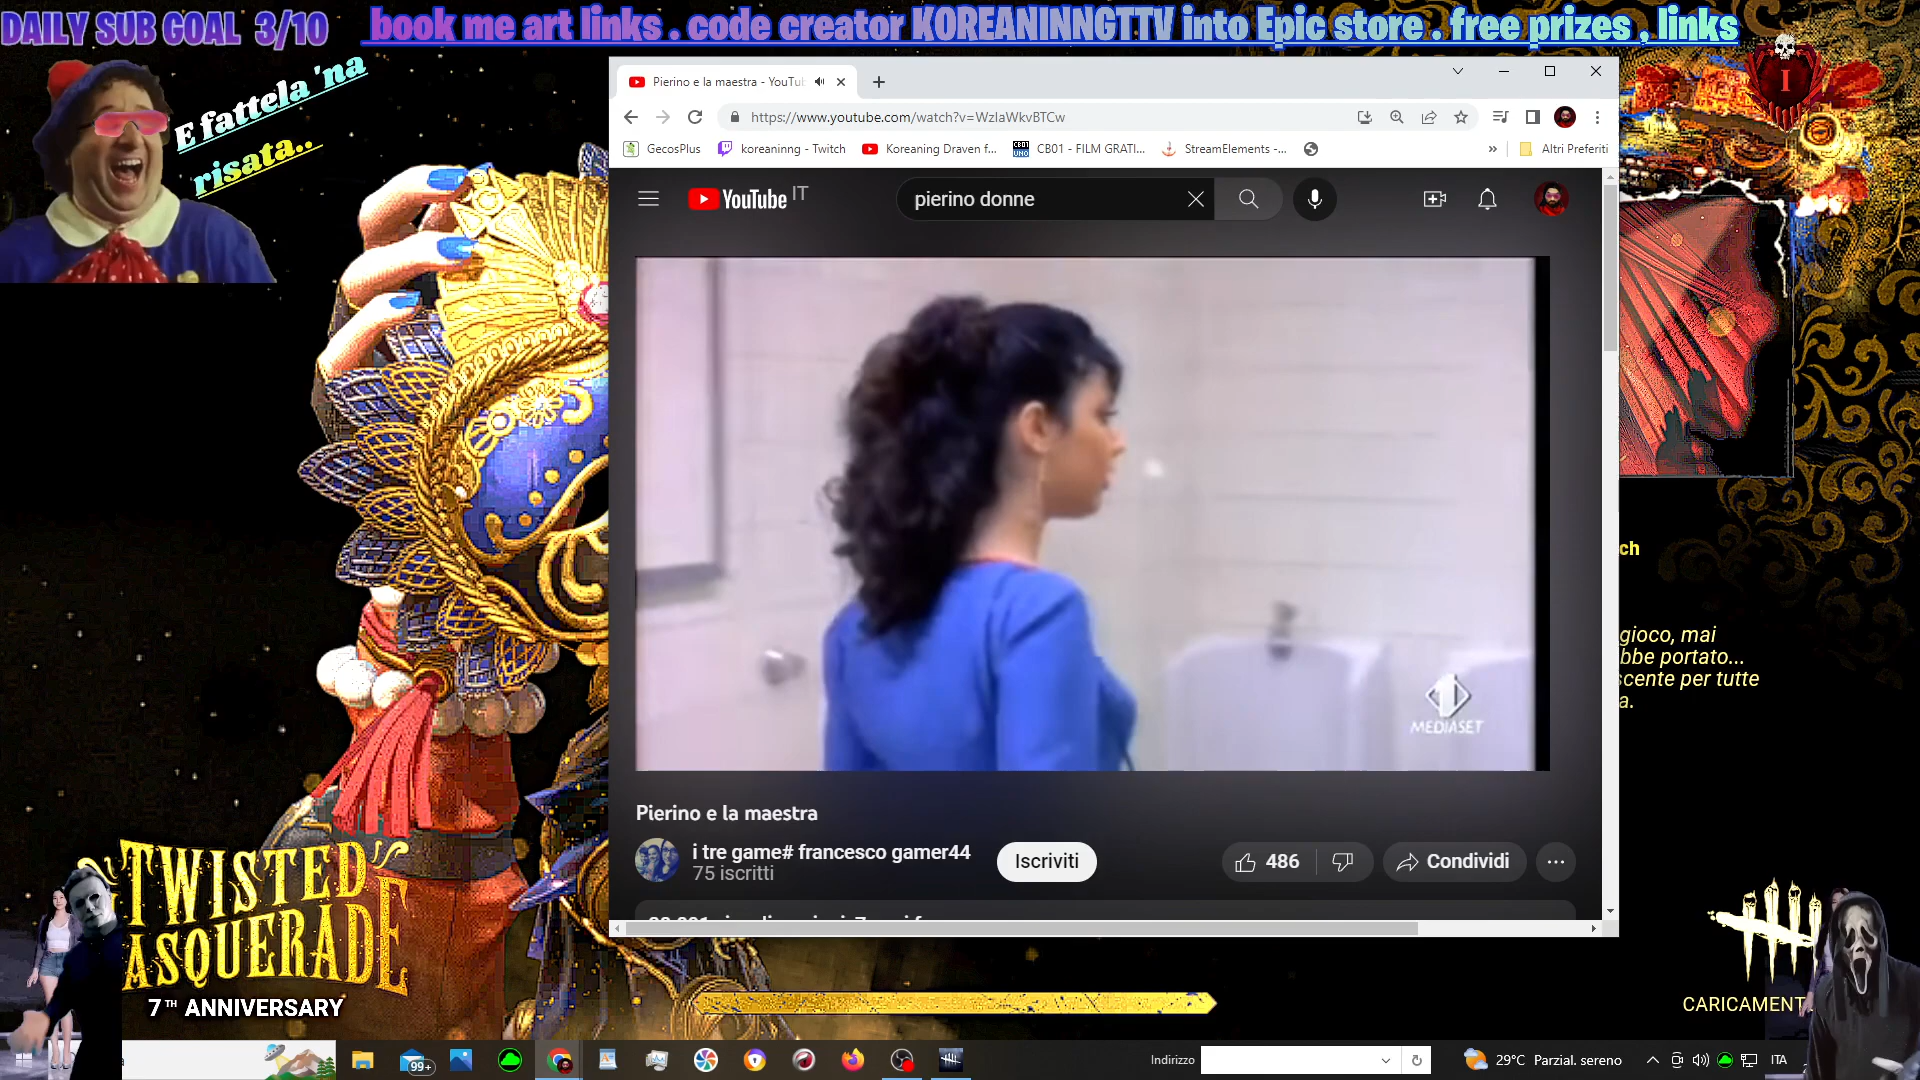 DAILY SUB GOAL 3/10
book me art links . code creator KOREANINNGTTV into Epic store . free prizes , links
E fattela 'na
risata..
Pierino e la maestra - YouTu
https://www.youtube.com/watch?v=WzIaWkvBTCw
GecosPlus
koreaninng - Twitch
Koreaning Draven f...
CB01 - FILM GRATI...
StreamElements -...
»
Altri Preferiti
YouTube IT
pierino donne
I
MEDIASET
ch
gioco, mai
bbe portato...
scente per tutte
a.
Pierino e la maestra
i tre game# francesco gamer44
75 iscritti
Iscriviti
486
Condividi
TWISTED
MASQUERADE
7TH ANNIVERSARY
CARICAMENT
99+
Indirizzo
29°C Parzial. sereno
ITA